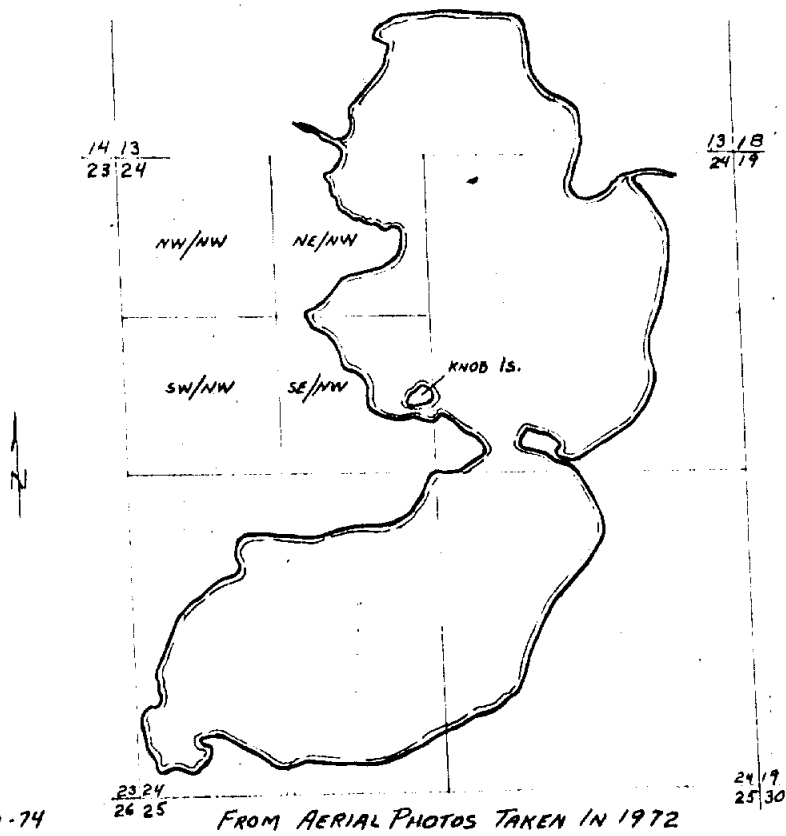 14 13
23 24
13 18
24 19
NW/NW
NE/NW
SW/NW
SE/NW
KNOB IS.
N
23 24
26 25
24 19
25 30
-74
FROM AERIAL PHOTOS TAKEN IN 1972